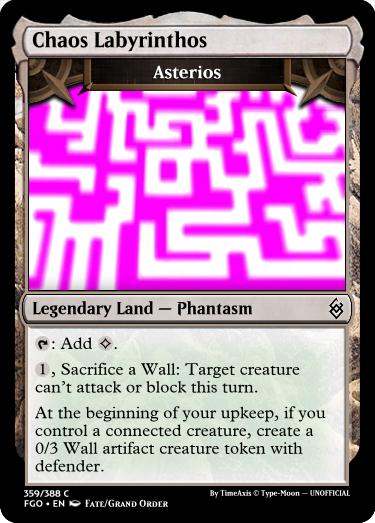 Chaos Labyrinthos
Asterios
Legendary Land — Phantasm
: Add .
1, Sacrifice a Wall: Target creature
can't attack or block this turn.
At the beginning of your upkeep, if you
control a connected creature, create a
0/3 Wall artifact creature token with
defender.
359/388 C
FGO • EN Fate/Grand Order
By TimeAxis © Type-Moon — UNOFFICIAL